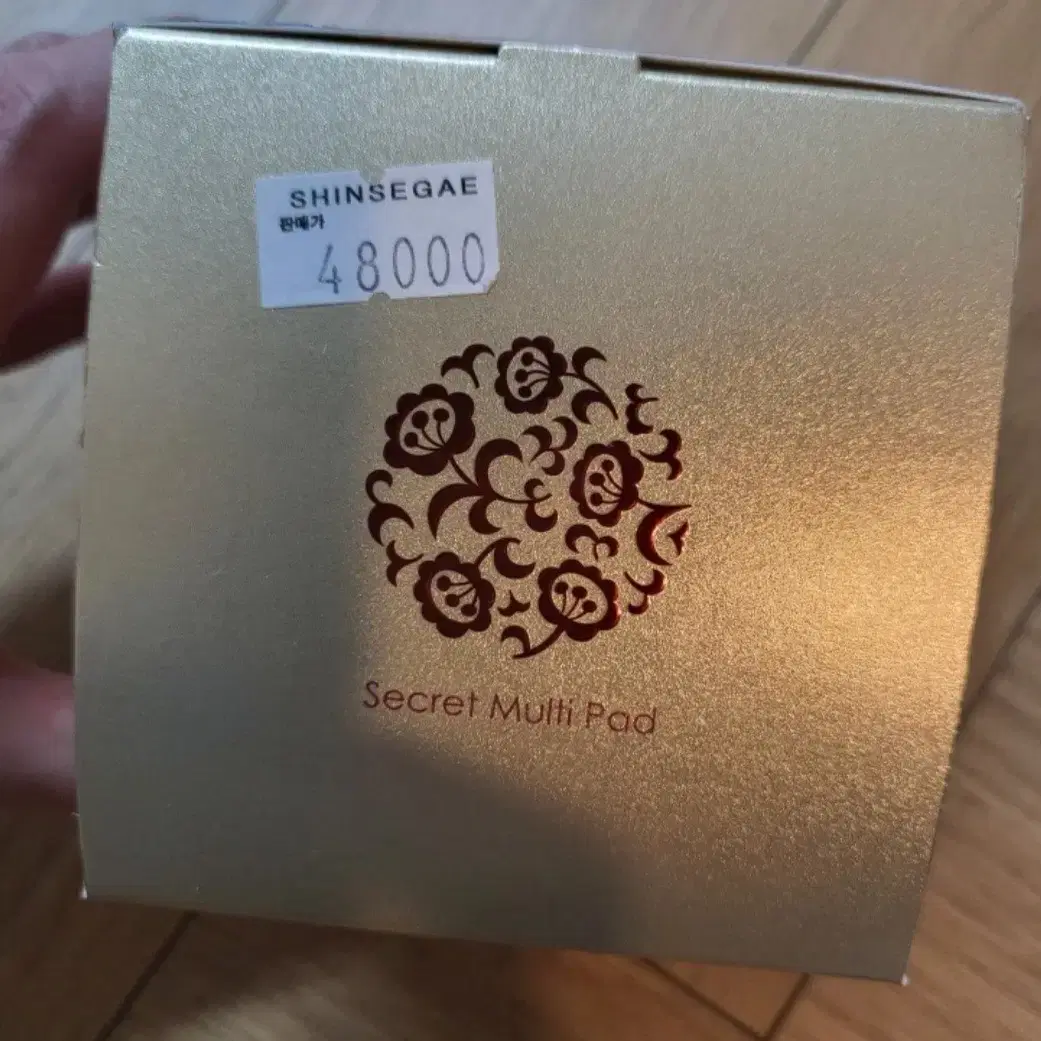 SHINSEGAE
판매가
48000
Secret Multi Pad